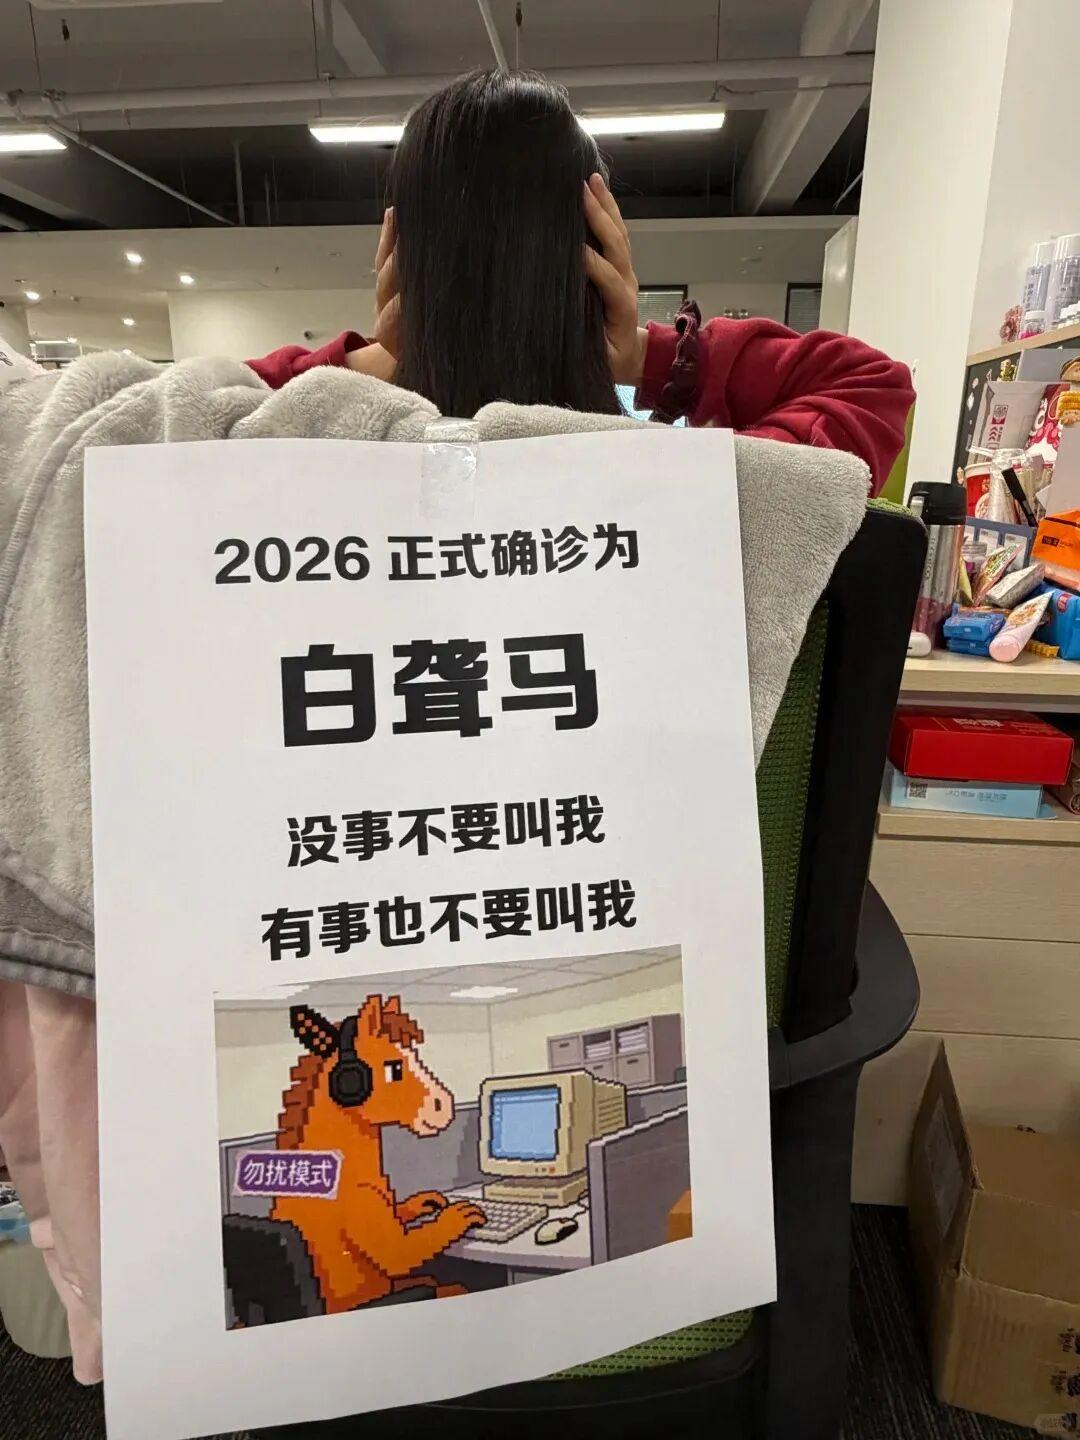 2026 正式确诊为
白聋马
没事不要叫我
有事也不要叫我
勿扰模式